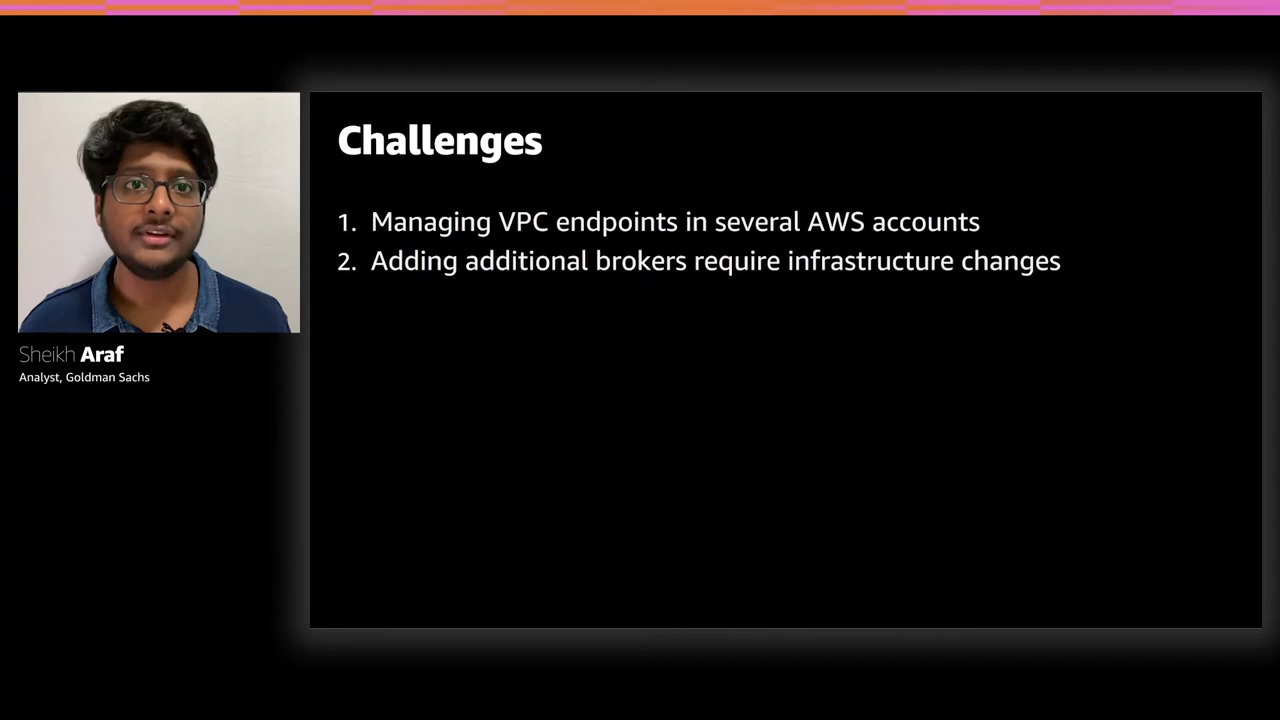 Challenges
1. Managing VPC endpoints in several AWS accounts
2. Adding additional brokers require infrastructure changes
Sheikh Araf
Analyst, Goldman Sachs